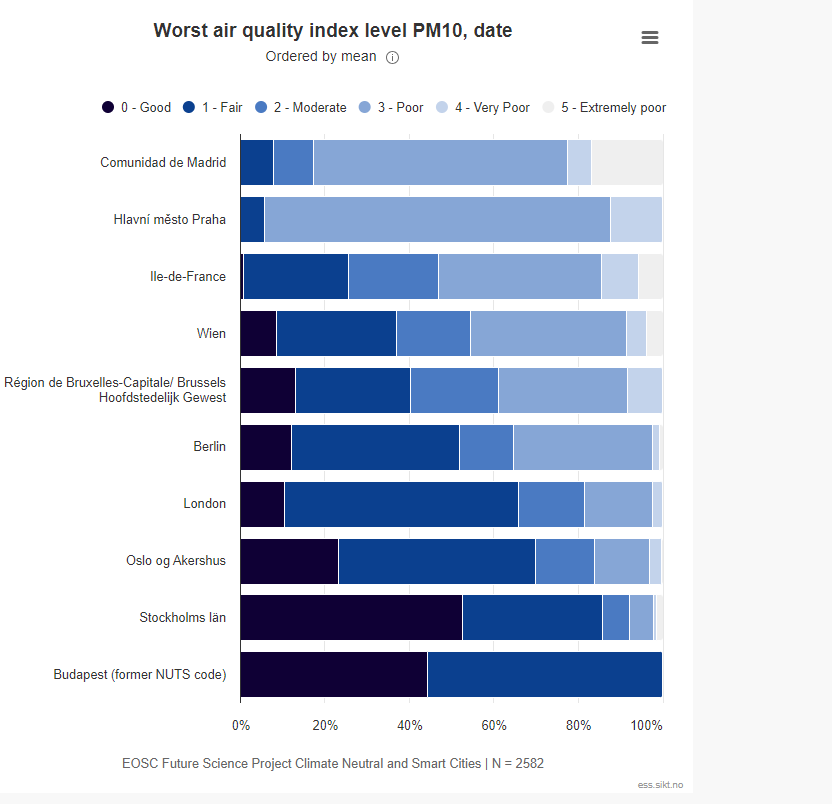 Worst air quality index level PM10, date
Ordered by mean
0 - Good 1 - Fair 2 - Moderate 3 - Poor 4 - Very Poor 5 - Extremely poor
Comunidad de Madrid
Hlavní město Praha
Ile-de-France
Wien
Région de Bruxelles-Capitale/ Brussels
Hoofdstedelijk Gewest
Berlin
London
Oslo og Akershus
Stockholms län
Budapest (former NUTS code)
0% 20% 40% 60% 80% 100%
EOSC Future Science Project Climate Neutral and Smart Cities | N = 2582
ess.sikt.no